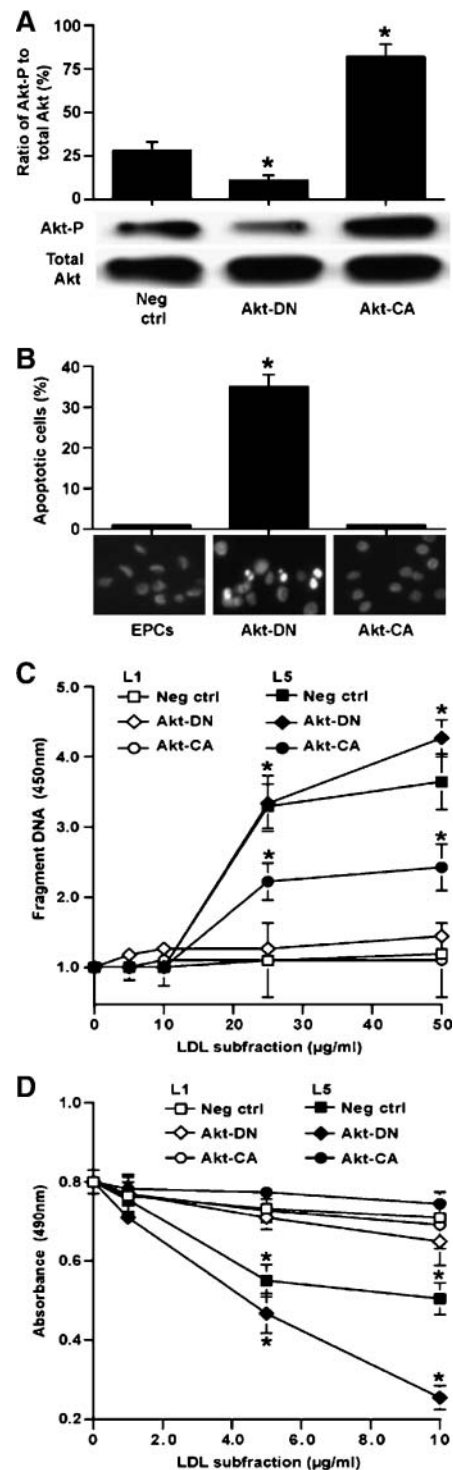 A
Ratio of Akt-P to
total Akt (%)
100
75
50
25
0
*
*
Akt-P
Total
Akt
Neg
ctrl
Akt-DN
Akt-CA
B
Apoptotic cells (%)
40
30
20
10
0
*
EPCs
Akt-DN
Akt-CA
C
Fragment DNA (450nm)
5.0
4.0
3.0
2.0
1.0
L1
L5
Neg ctrl
Neg ctrl
Akt-DN
Akt-DN
Akt-CA
Akt-CA
*
*
*
*
0
10
20
30
40
50
LDL subfraction (µg/ml)
D
Absorbance (490nm)
1.0
0.8
0.6
0.4
0.2
L1
L5
Neg ctrl
Neg ctrl
Akt-DN
Akt-DN
Akt-CA
Akt-CA
*
*
*
*
0
2.0
4.0
6.0
8.0
10
LDL subfraction (µg/ml)